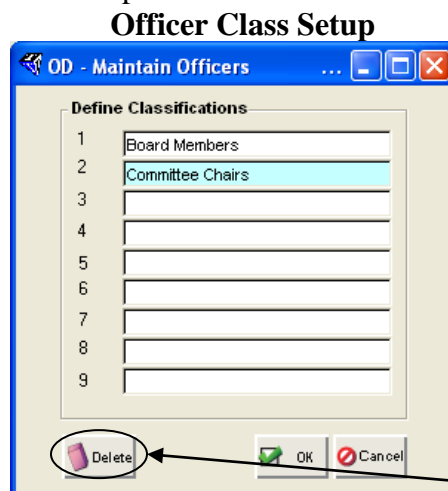 Officer Class Setup
OD - Maintain Officers ...
Define Classifications
1 Board Members
2 Committee Chairs
3
4
5
6
7
8
9
Delete OK Cancel